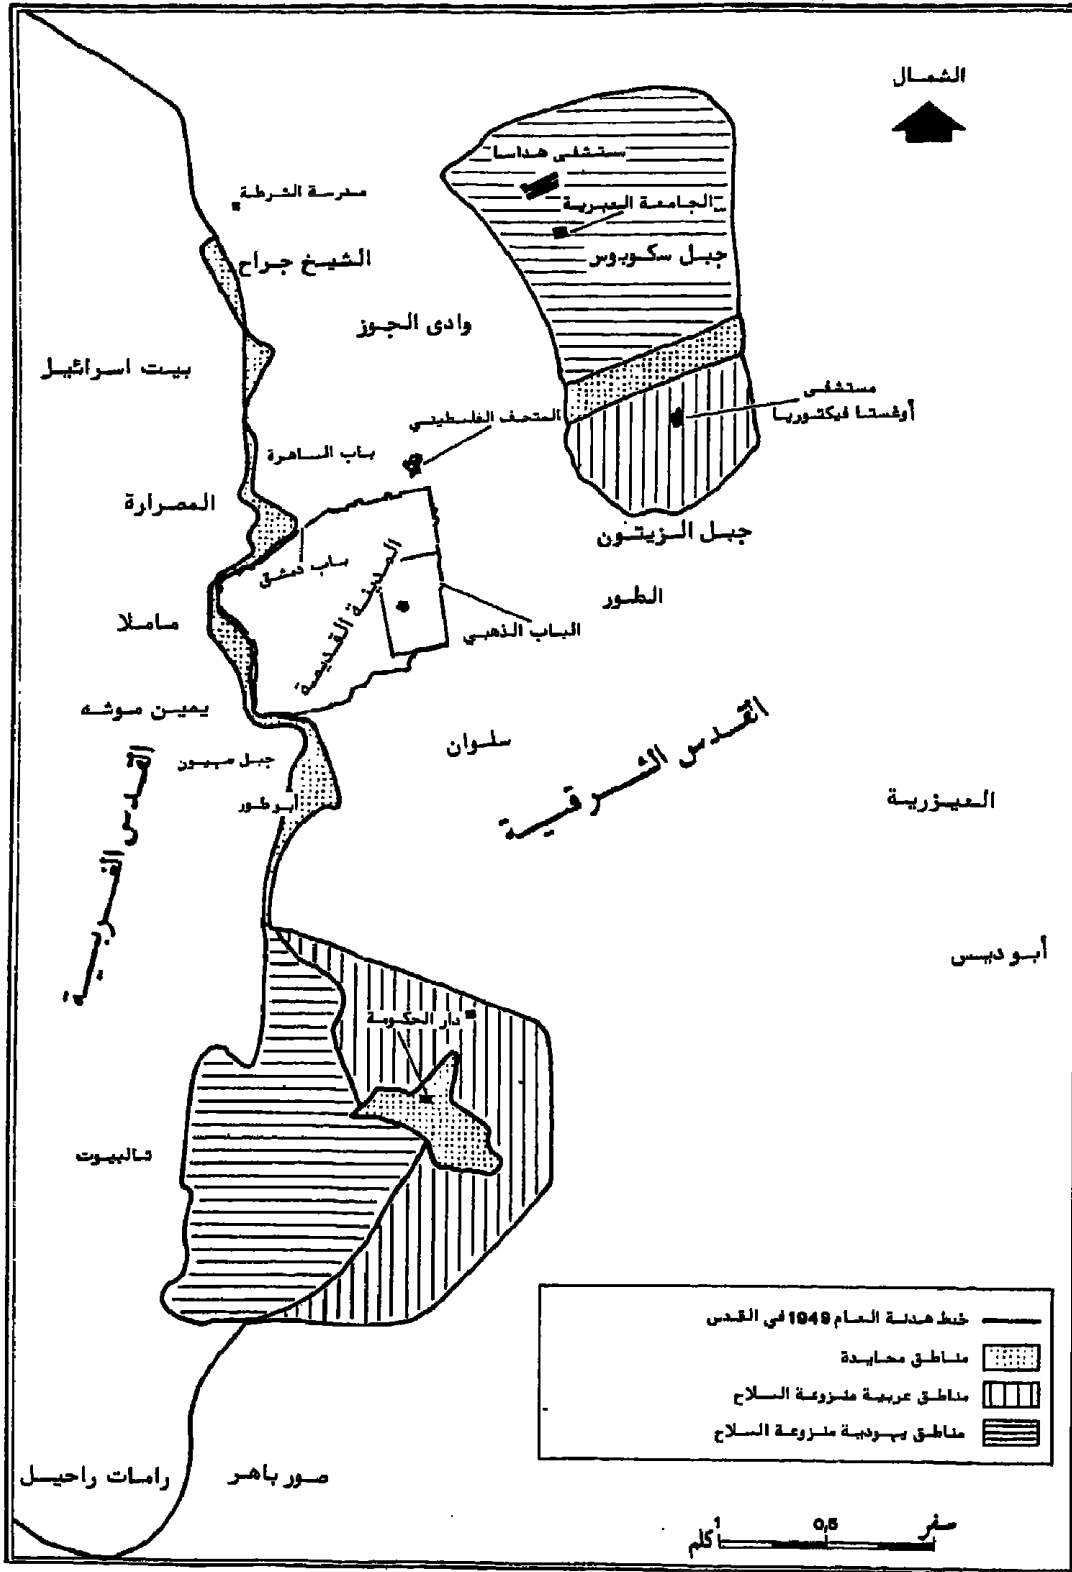 الشمال
مستشفى هداسا
مدرسة الشرطة
الجامعة العبرية
جبل سكوبوس
الشيخ جراح
وادى الجوز
بيت اسرائيل
مستشفى
أوغستا فيكتوريا
المتحف الفلسطيني
باب الساهرة
المصرارة
جبل الزيتون
باب دمشق
المدينة القديمة
الطور
ماملا
الباب الذهبي
يمين موشه
سلوان
القدس الشرقية
جبل صهيون
القدس الغربية
العيزرية
أبو طور
أبو ديس
دار الحكومة
تالبيوت
خط هدنة العام 1949 في القدس
مناطق محايدة
مناطق عربية منزوعة السلاح
مناطق يهودية منزوعة السلاح
صور باهر
رامات راحيل
صفر 0,5 1 كلم